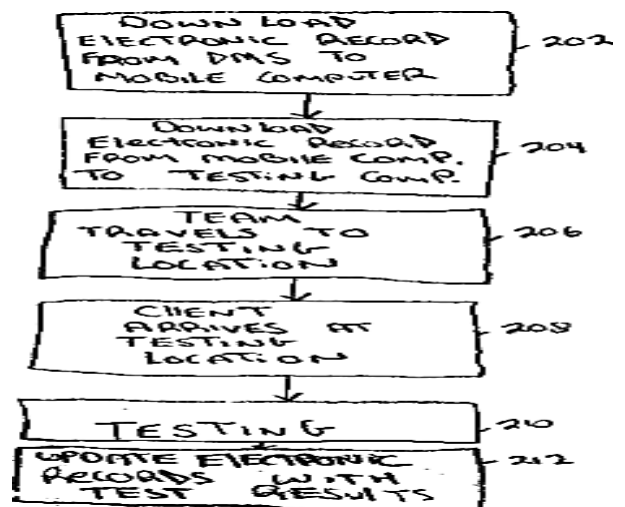 DOWNLOAD
ELECTRONIC RECORD
FROM DMS TO
MOBILE COMPUTER
202
DOWNLOAD
ElECTRONIC RECORD
FROM MOBILE COMP.
TO TESTING COMP.
204
TEAM
TRAVELS TO
TESTING
LOCATION
206
CliENT
ARRIVES AT
TESTING
LOCATION
208
TESTING
210
UPDATE ElECTRONIC
RECORDS WITH
TEST RESULTS
212